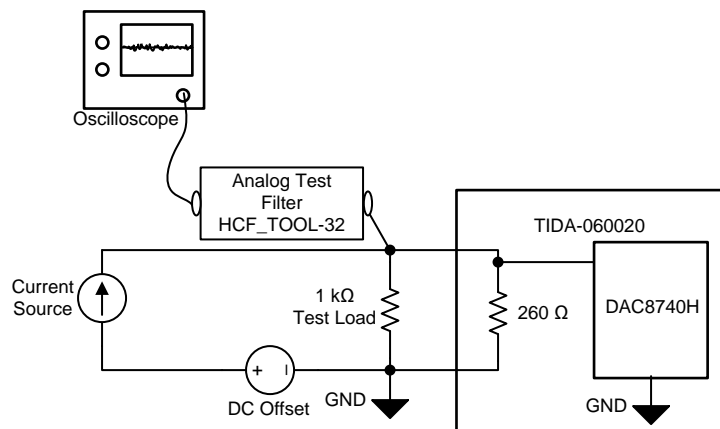 Oscilloscope
Analog Test
Filter
HCF_TOOL-32
TIDA-060020
Current
Source
1 kΩ
Test Load
260 Ω
DAC8740H
+
DC Offset
GND
GND